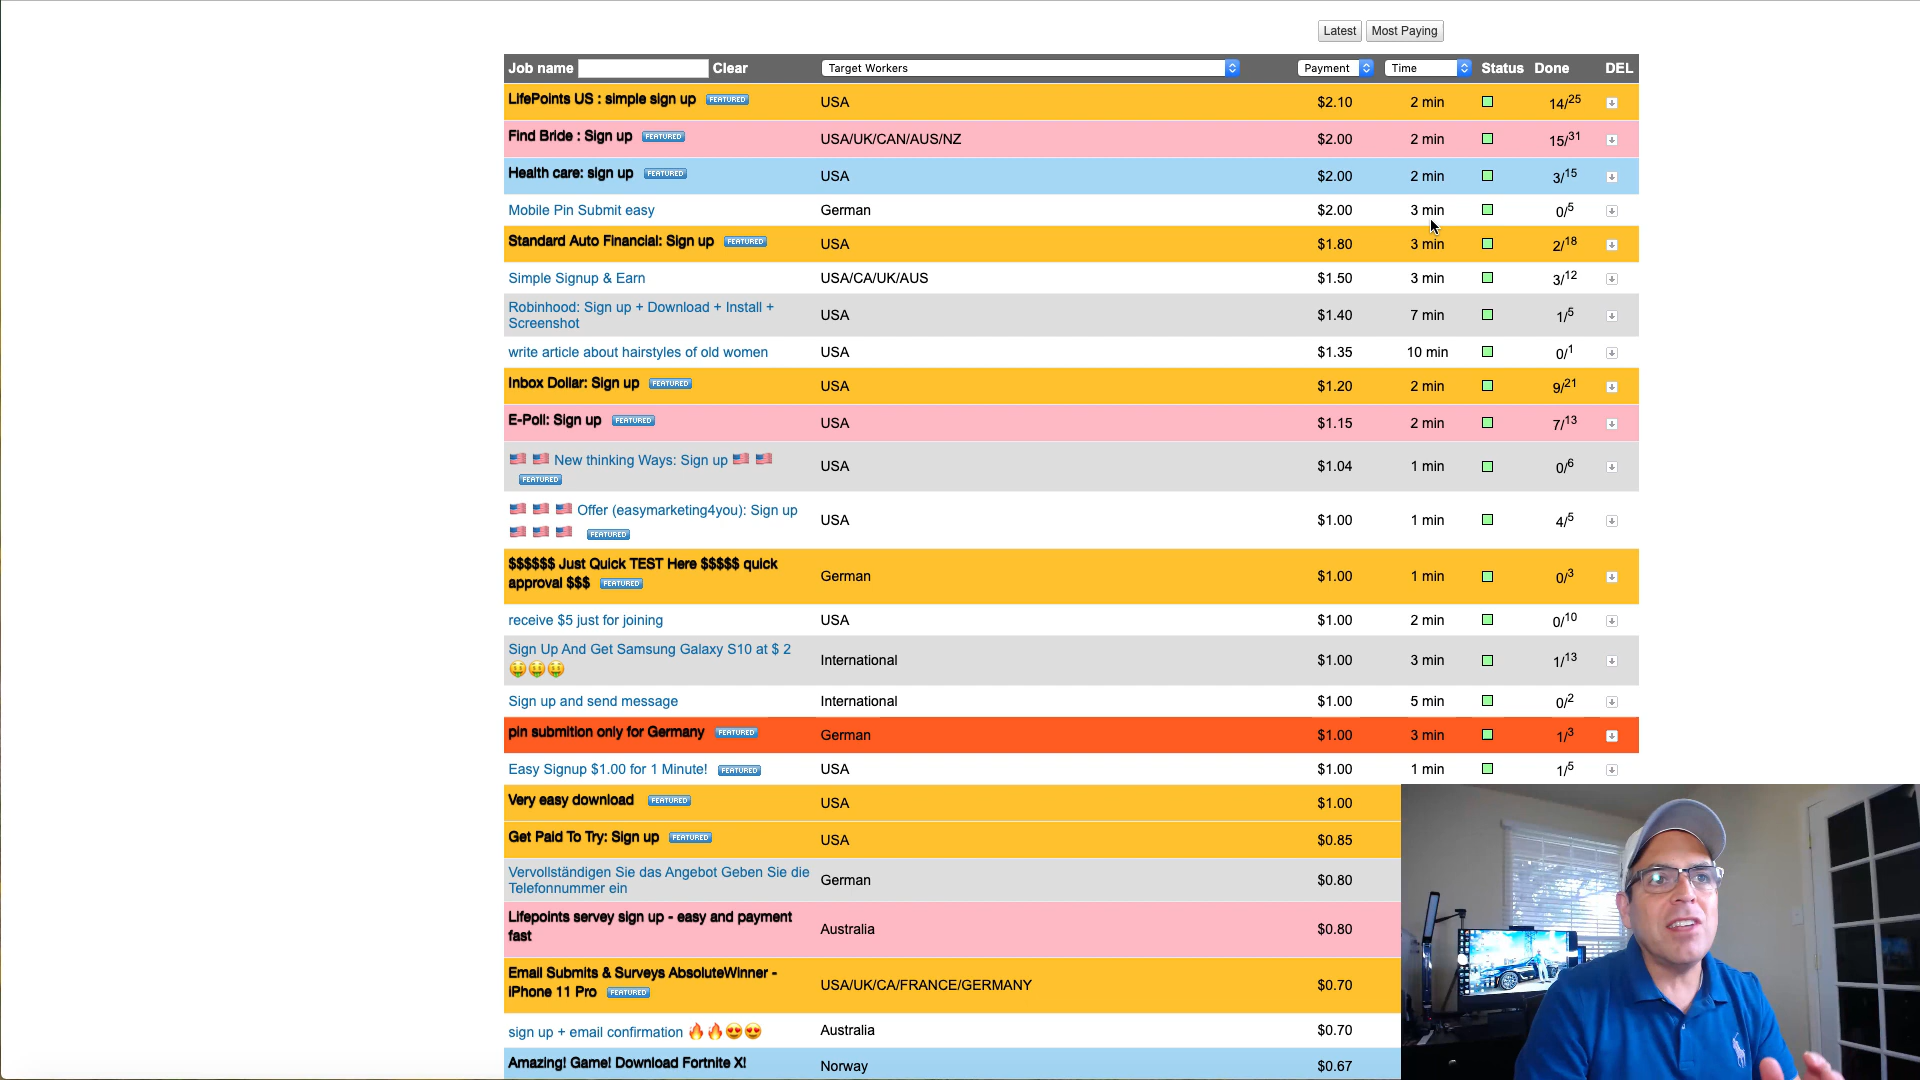 Latest Most Paying
Job name Clear Target Workers Payment Time Status Done DEL
LifePoints US : simple sign up FEATURED USA $2.10 2 min 14/25
Find Bride : Sign up FEATURED USA/UK/CAN/AUS/NZ $2.00 2 min 15/31
Health care: sign up FEATURED USA $2.00 2 min 3/15
Mobile Pin Submit easy German $2.00 3 min 0/5
Standard Auto Financial: Sign up FEATURED USA $1.80 3 min 2/18
Simple Signup & Earn USA/CA/UK/AUS $1.50 3 min 3/12
Robinhood: Sign up + Download + Install +
Screenshot USA $1.40 7 min 1/5
write article about hairstyles of old women USA $1.35 10 min 0/1
Inbox Dollar: Sign up FEATURED USA $1.20 2 min 9/21
E-Poll: Sign up FEATURED USA $1.15 2 min 7/13
🇺🇸 🇺🇸 New thinking Ways: Sign up 🇺🇸 🇺🇸
FEATURED USA $1.04 1 min 0/6
🇺🇸 🇺🇸 🇺🇸 Offer (easymarketing4you): Sign up
🇺🇸 🇺🇸 🇺🇸 FEATURED USA $1.00 1 min 4/5
$$$$$$ Just Quick TEST Here $$$$$ quick
approval $$$ FEATURED German $1.00 1 min 0/3
receive $5 just for joining USA $1.00 2 min 0/10
Sign Up And Get Samsung Galaxy S10 at $ 2
🤑🤑🤑 International $1.00 3 min 1/13
Sign up and send message International $1.00 5 min 0/2
pin submition only for Germany FEATURED German $1.00 3 min 1/3
Easy Signup $1.00 for 1 Minute! FEATURED USA $1.00 1 min 1/5
Very easy download FEATURED USA $1.00
Get Paid To Try: Sign up FEATURED USA $0.85
Vervollständigen Sie das Angebot Geben Sie die
Telefonnummer ein German $0.80
Lifepoints servey sign up - easy and payment
fast Australia $0.80
Email Submits & Surveys AbsoluteWinner -
iPhone 11 Pro FEATURED USA/UK/CA/FRANCE/GERMANY $0.70
sign up + email confirmation 🔥🔥😍😍 Australia $0.70
Amazing! Game! Download Fortnite X! Norway $0.67